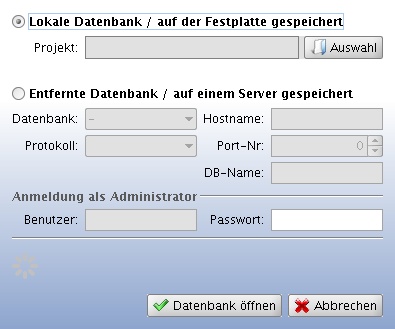 Lokale Datenbank / auf der Festplatte gespeichert
Projekt: Auswahl
Entfernte Datenbank / auf einem Server gespeichert
Datenbank: – Hostname:
Protokoll: Port-Nr: 0
DB-Name:
Anmeldung als Administrator
Benutzer: Passwort:
Datenbank öffnen Abbrechen